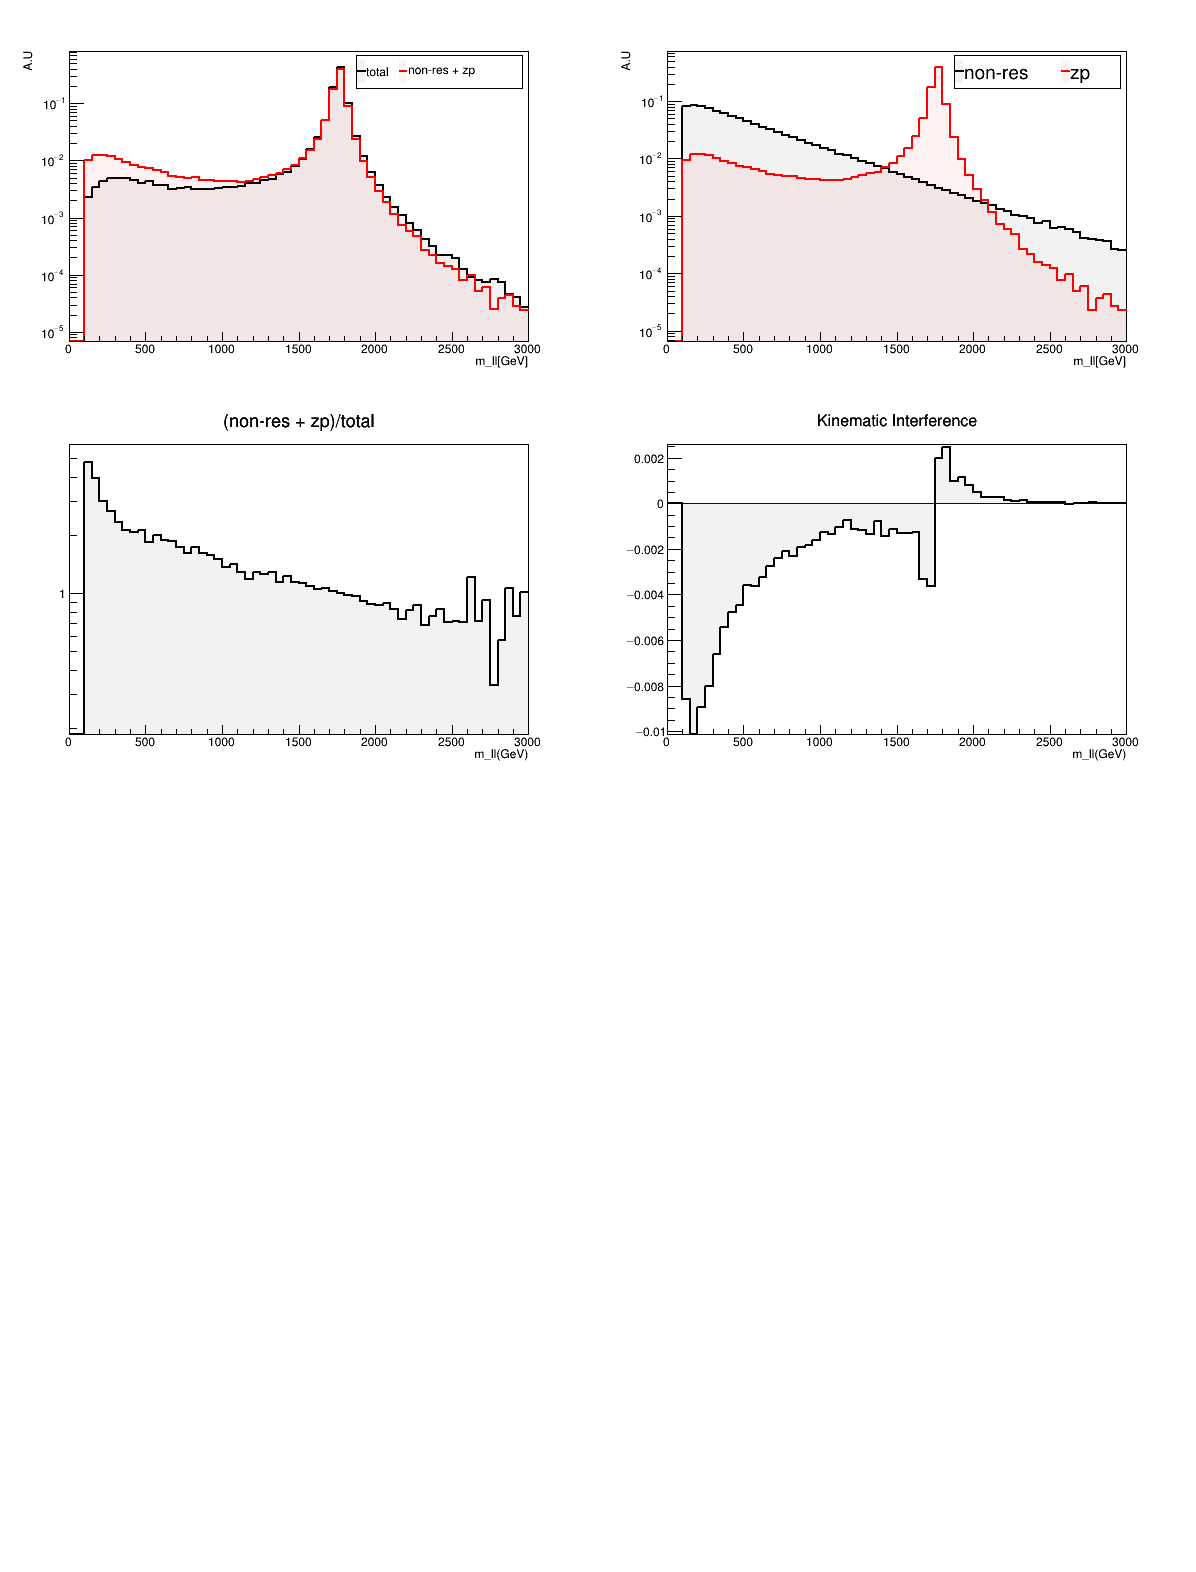 A.U
total
non-res + zp
10⁻¹
10⁻²
10⁻³
10⁻⁴
10⁻⁵
0 500 1000 1500 2000 2500 3000
m_ll[GeV]
A.U
non-res
zp
10⁻¹
10⁻²
10⁻³
10⁻⁴
10⁻⁵
0 500 1000 1500 2000 2500 3000
m_ll[GeV]
(non-res + zp)/total
1
0 500 1000 1500 2000 2500 3000
m_ll(GeV)
Kinematic Interference
0.002
0
−0.002
−0.004
−0.006
−0.008
−0.01
0 500 1000 1500 2000 2500 3000
m_ll(GeV)